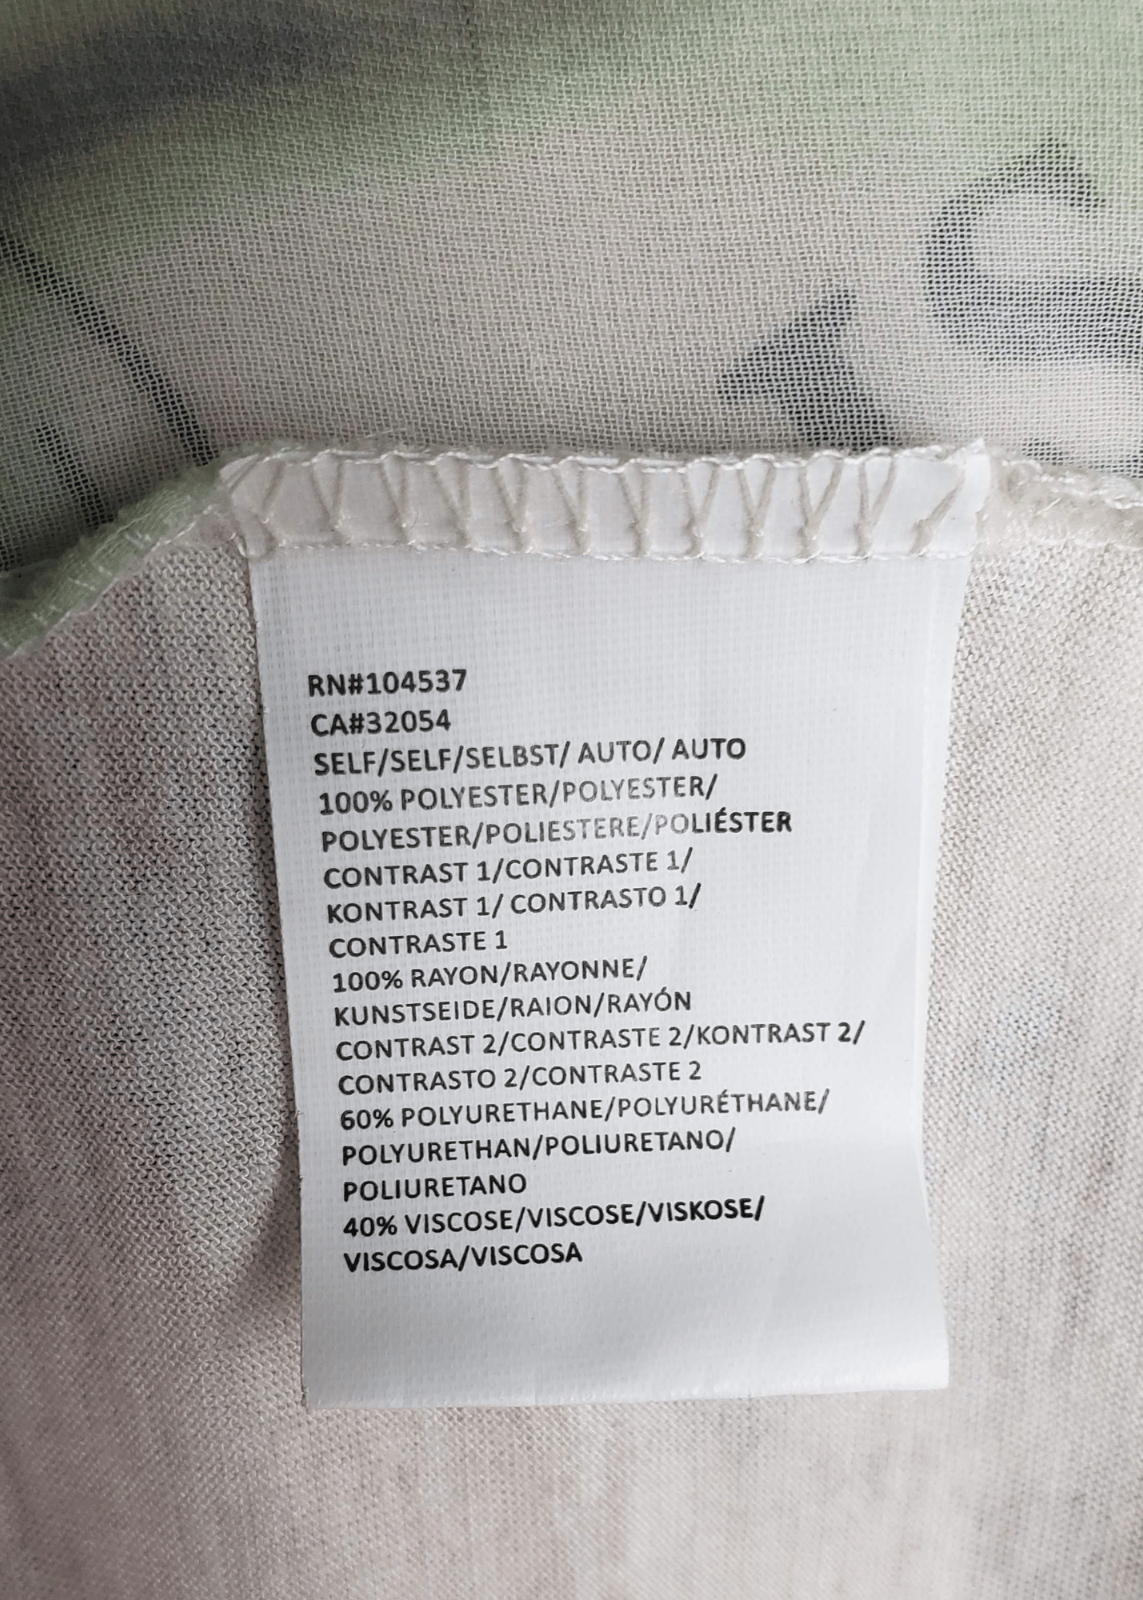 RN#104537
CA#32054
SELF/SELF/SELBST/ AUTO/ AUTO
100% POLYESTER/POLYESTER/
POLYESTER/POLIESTERE/POLIÉSTER
CONTRAST 1/CONTRASTE 1/
KONTRAST 1/ CONTRASTO 1/
CONTRASTE 1
100% RAYON/RAYONNE/
KUNSTSEIDE/RAION/RAYÓN
CONTRAST 2/CONTRASTE 2/KONTRAST 2/
CONTRASTO 2/CONTRASTE 2
60% POLYURETHANE/POLYURÉTHANE/
POLYURETHAN/POLIURETANO/
POLIURETANO
40% VISCOSE/VISCOSE/VISKOSE/
VISCOSA/VISCOSA